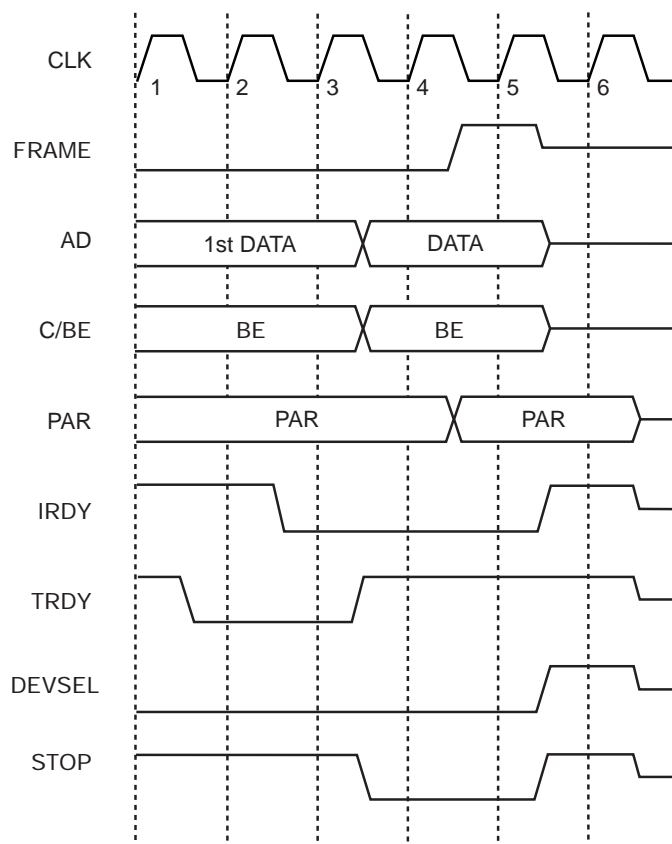 CLK
1 2 3 4 5 6
FRAME
AD 1st DATA DATA
C/BE BE BE
PAR PAR PAR
IRDY
TRDY
DEVSEL
STOP